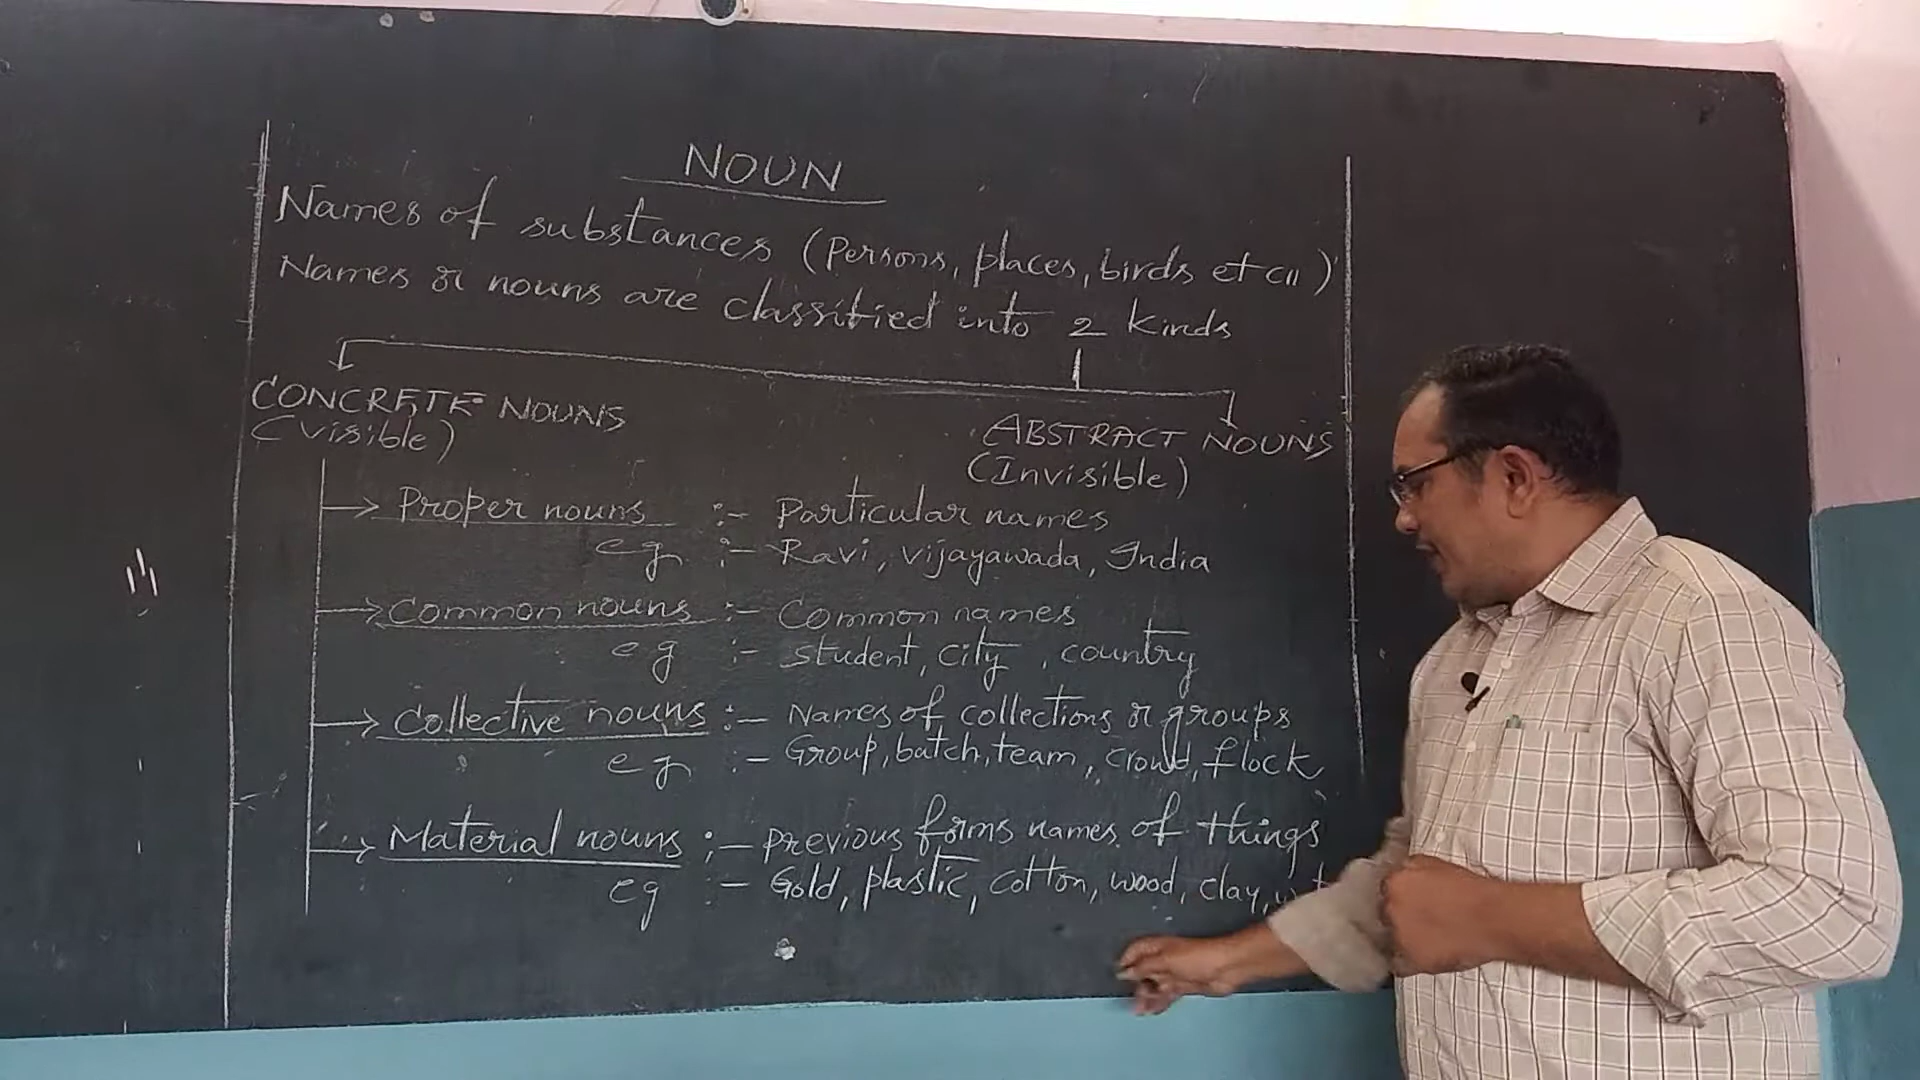 NOUN
Names of substances (Persons, places, birds etc11)
Names or nouns are classified into 2 kinds
CONCRETE NOUNS
(Visible)
ABSTRACT NOUNS
(Invisible)
Proper nouns :- Particular names
eg :- Ravi, vijayawada, India
Common nouns :- Common names
eg :- student, city, country
Collective nouns :- Names of collections or groups
eg :- Group, batch, team, crowd, flock
Material nouns :- previous forms names of things
eg :- Gold, plastic, cotton, wood, clay,